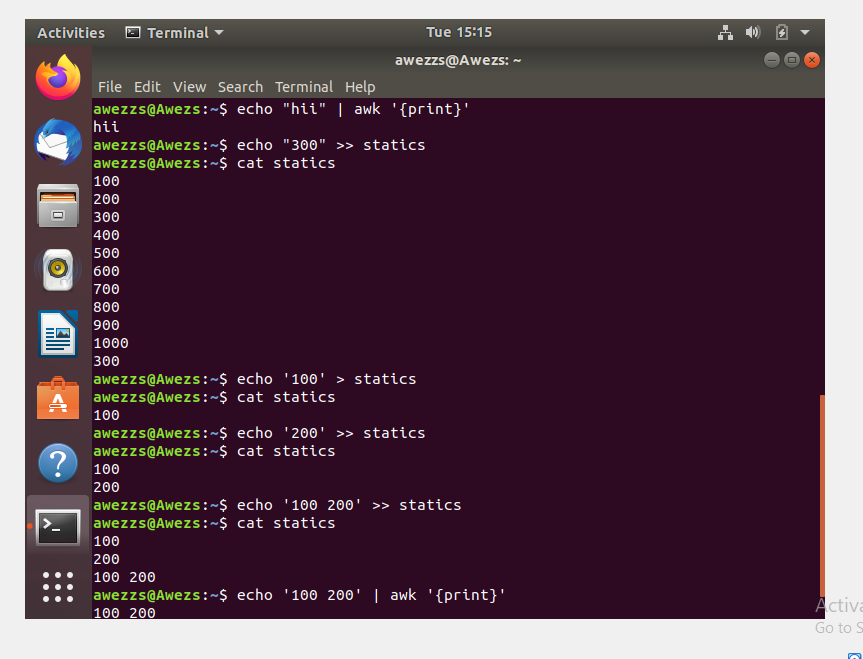 Activities Terminal Tue 15:15
awezzs@Awezs: ~
File Edit View Search Terminal Help
awezzs@Awezs:~$ echo "hii" | awk '{print}'
hii
awezzs@Awezs:~$ echo "300" >> statics
awezzs@Awezs:~$ cat statics
100
200
300
400
500
600
700
800
900
1000
300
awezzs@Awezs:~$ echo '100' > statics
awezzs@Awezs:~$ cat statics
100
awezzs@Awezs:~$ echo '200' >> statics
awezzs@Awezs:~$ cat statics
100
200
awezzs@Awezs:~$ echo '100 200' >> statics
awezzs@Awezs:~$ cat statics
100
200
100 200
awezzs@Awezs:~$ echo '100 200' | awk '{print}'
100 200
Activa
Go to S